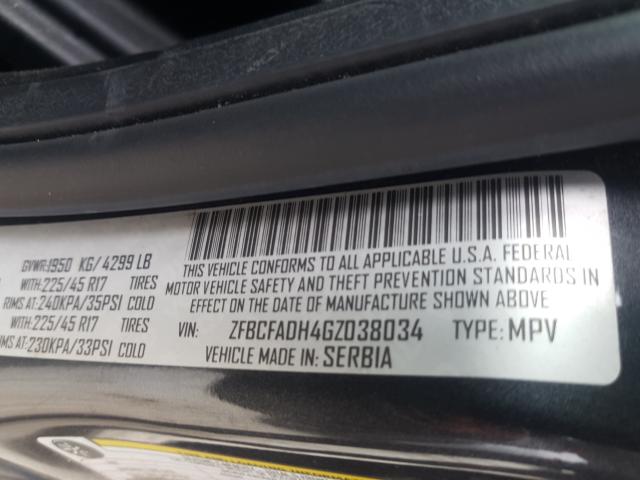 GVWR:1950 KG/ 4299 LB
WITH:225/45 R17 TIRES
RIMS AT:240KPA/35PSI COLD
WITH:225/45 R17 TIRES
RIMS AT:230KPA/33PSI COLD
THIS VEHICLE CONFORMS TO ALL APPLICABLE U.S.A. FEDERAL
MOTOR VEHICLE SAFETY AND THEFT PREVENTION STANDARDS IN
EFFECT ON THE DATE OF MANUFACTURE SHOWN ABOVE
VIN: ZFBCFADH4GZ038034 TYPE: MPV
VEHICLE MADE IN: SERBIA